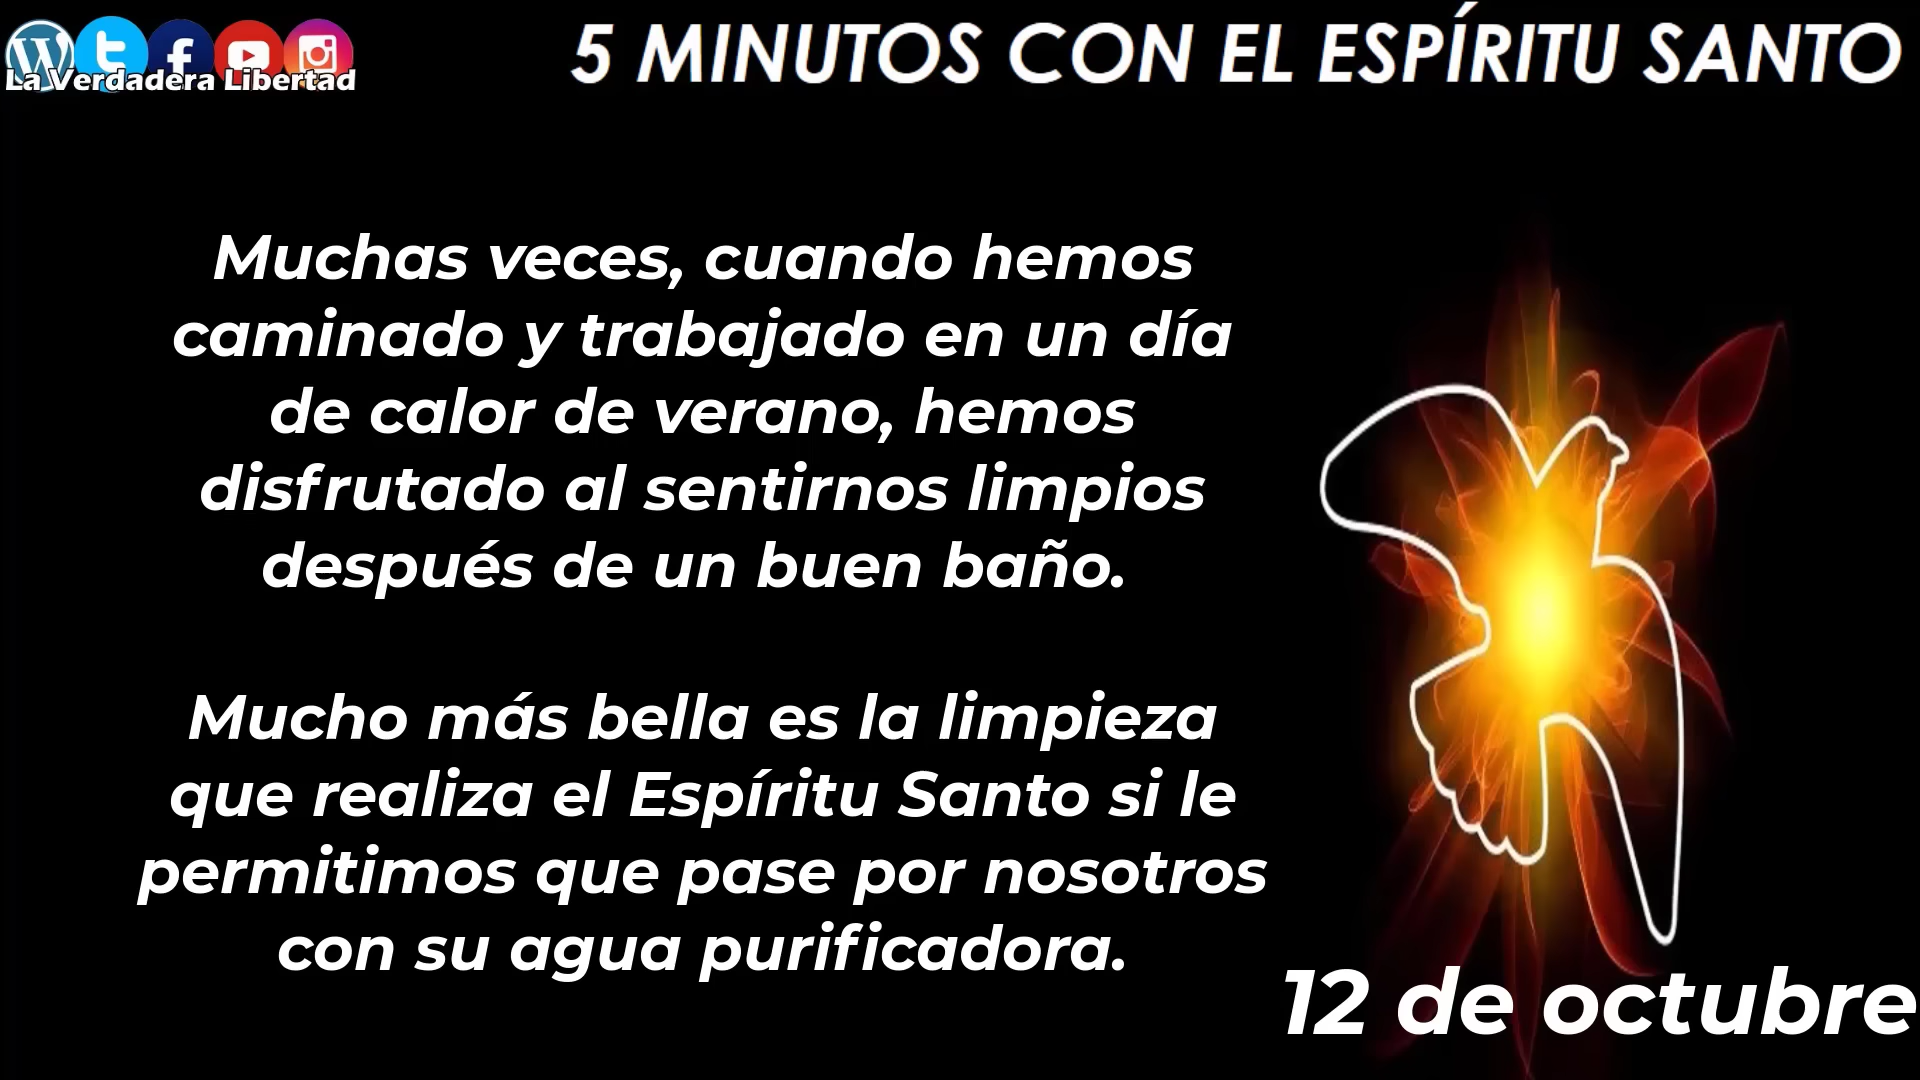 La Verdadera Libertad
5 MINUTOS CON EL ESPÍRITU SANTO
Muchas veces, cuando hemos
caminado y trabajado en un día
de calor de verano, hemos
disfrutado al sentirnos limpios
después de un buen baño.
Mucho más bella es la limpieza
que realiza el Espíritu Santo si le
permitimos que pase por nosotros
con su agua purificadora.
12 de octubre